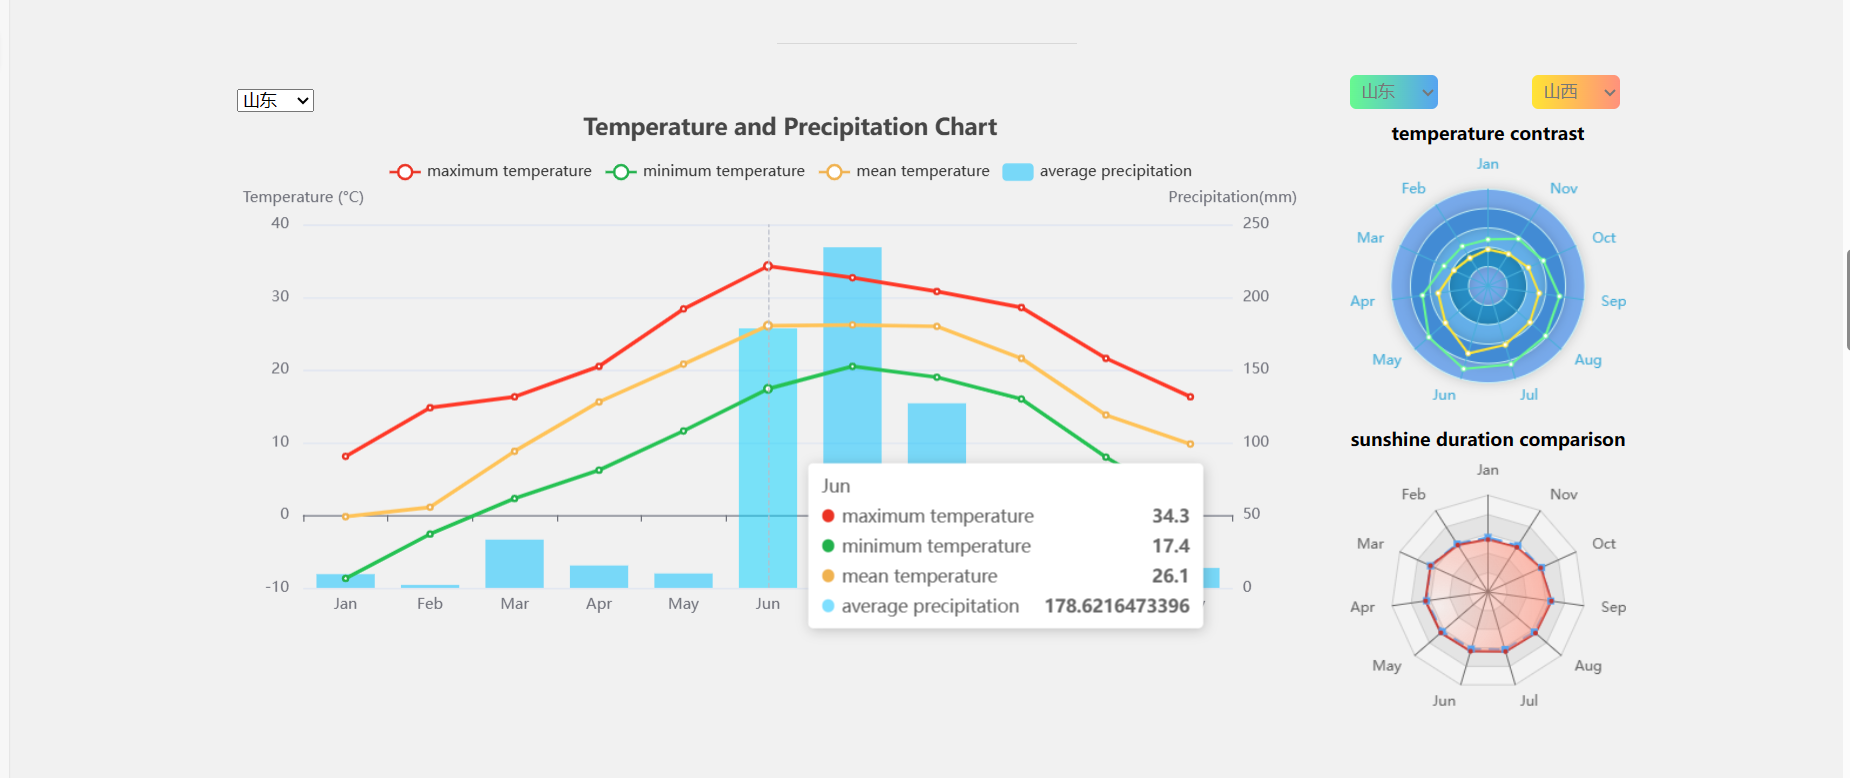 山东
Temperature and Precipitation Chart
maximum temperature minimum temperature mean temperature average precipitation
Temperature (°C) Precipitation(mm)
40 250
30 200
20 150
10 100
0 50
-10 0
Jan Feb Mar Apr May Jun
Jun
maximum temperature 34.3
minimum temperature 17.4
mean temperature 26.1
average precipitation 178.6216473396
山东 山西
temperature contrast
Jan
Feb Nov
Mar Oct
Apr Sep
May Aug
Jun Jul
sunshine duration comparison
Jan
Feb Nov
Mar Oct
Apr Sep
May Aug
Jun Jul